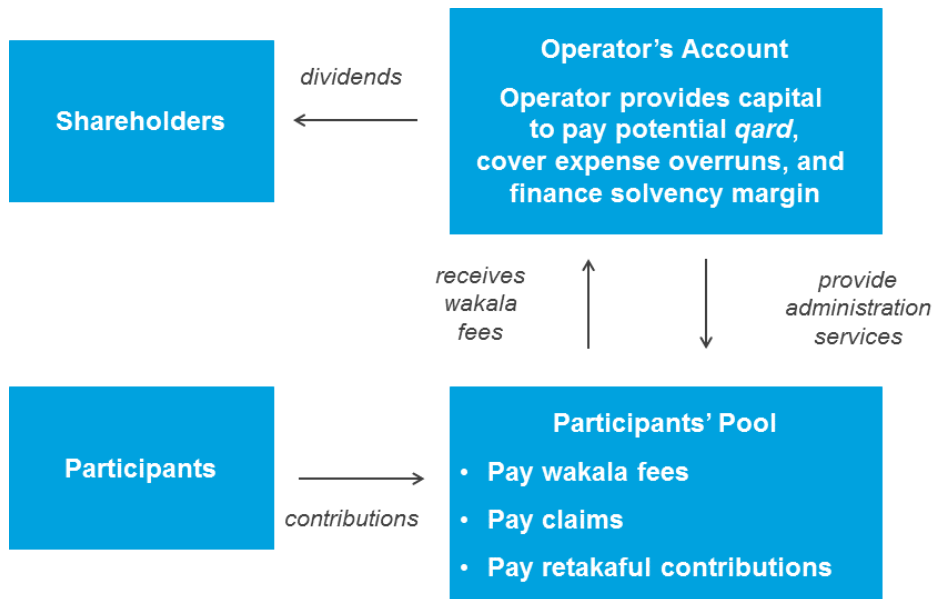 Shareholders
dividends
Operator's Account
Operator provides capital
to pay potential qard,
cover expense overruns, and
finance solvency margin
receives
wakala
fees
provide
administration
services
Participants
contributions
Participants' Pool
• Pay wakala fees
• Pay claims
• Pay retakaful contributions